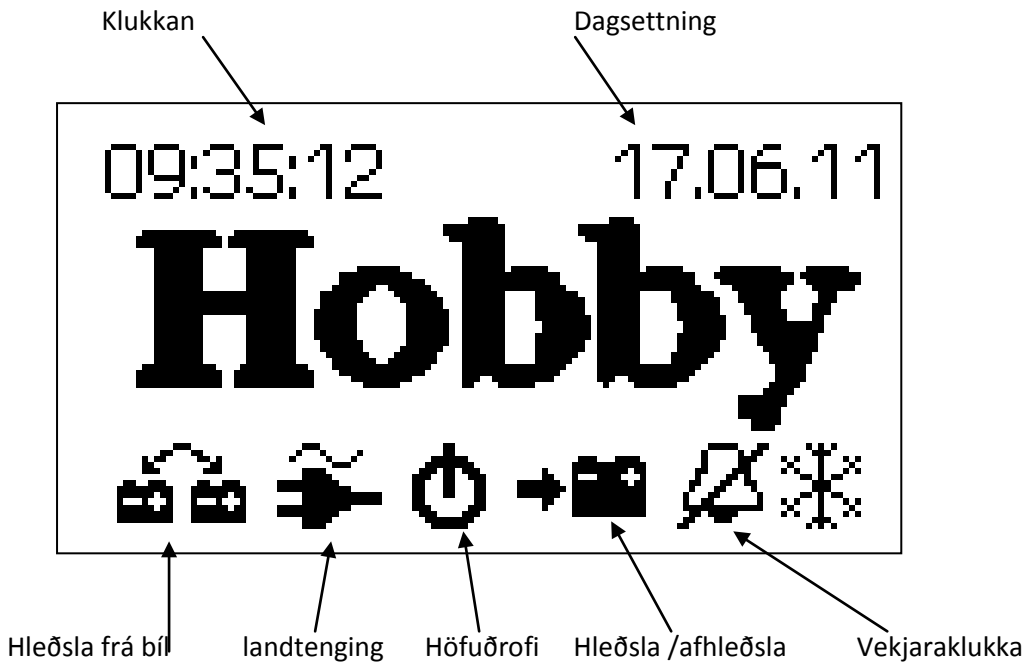 Klukkan Dagsettning
09:35:12 17.06.11
Hobby
Hleðsla frá bíl landtenging Höfuðrofi Hleðsla /afhleðsla Vekjaraklukka